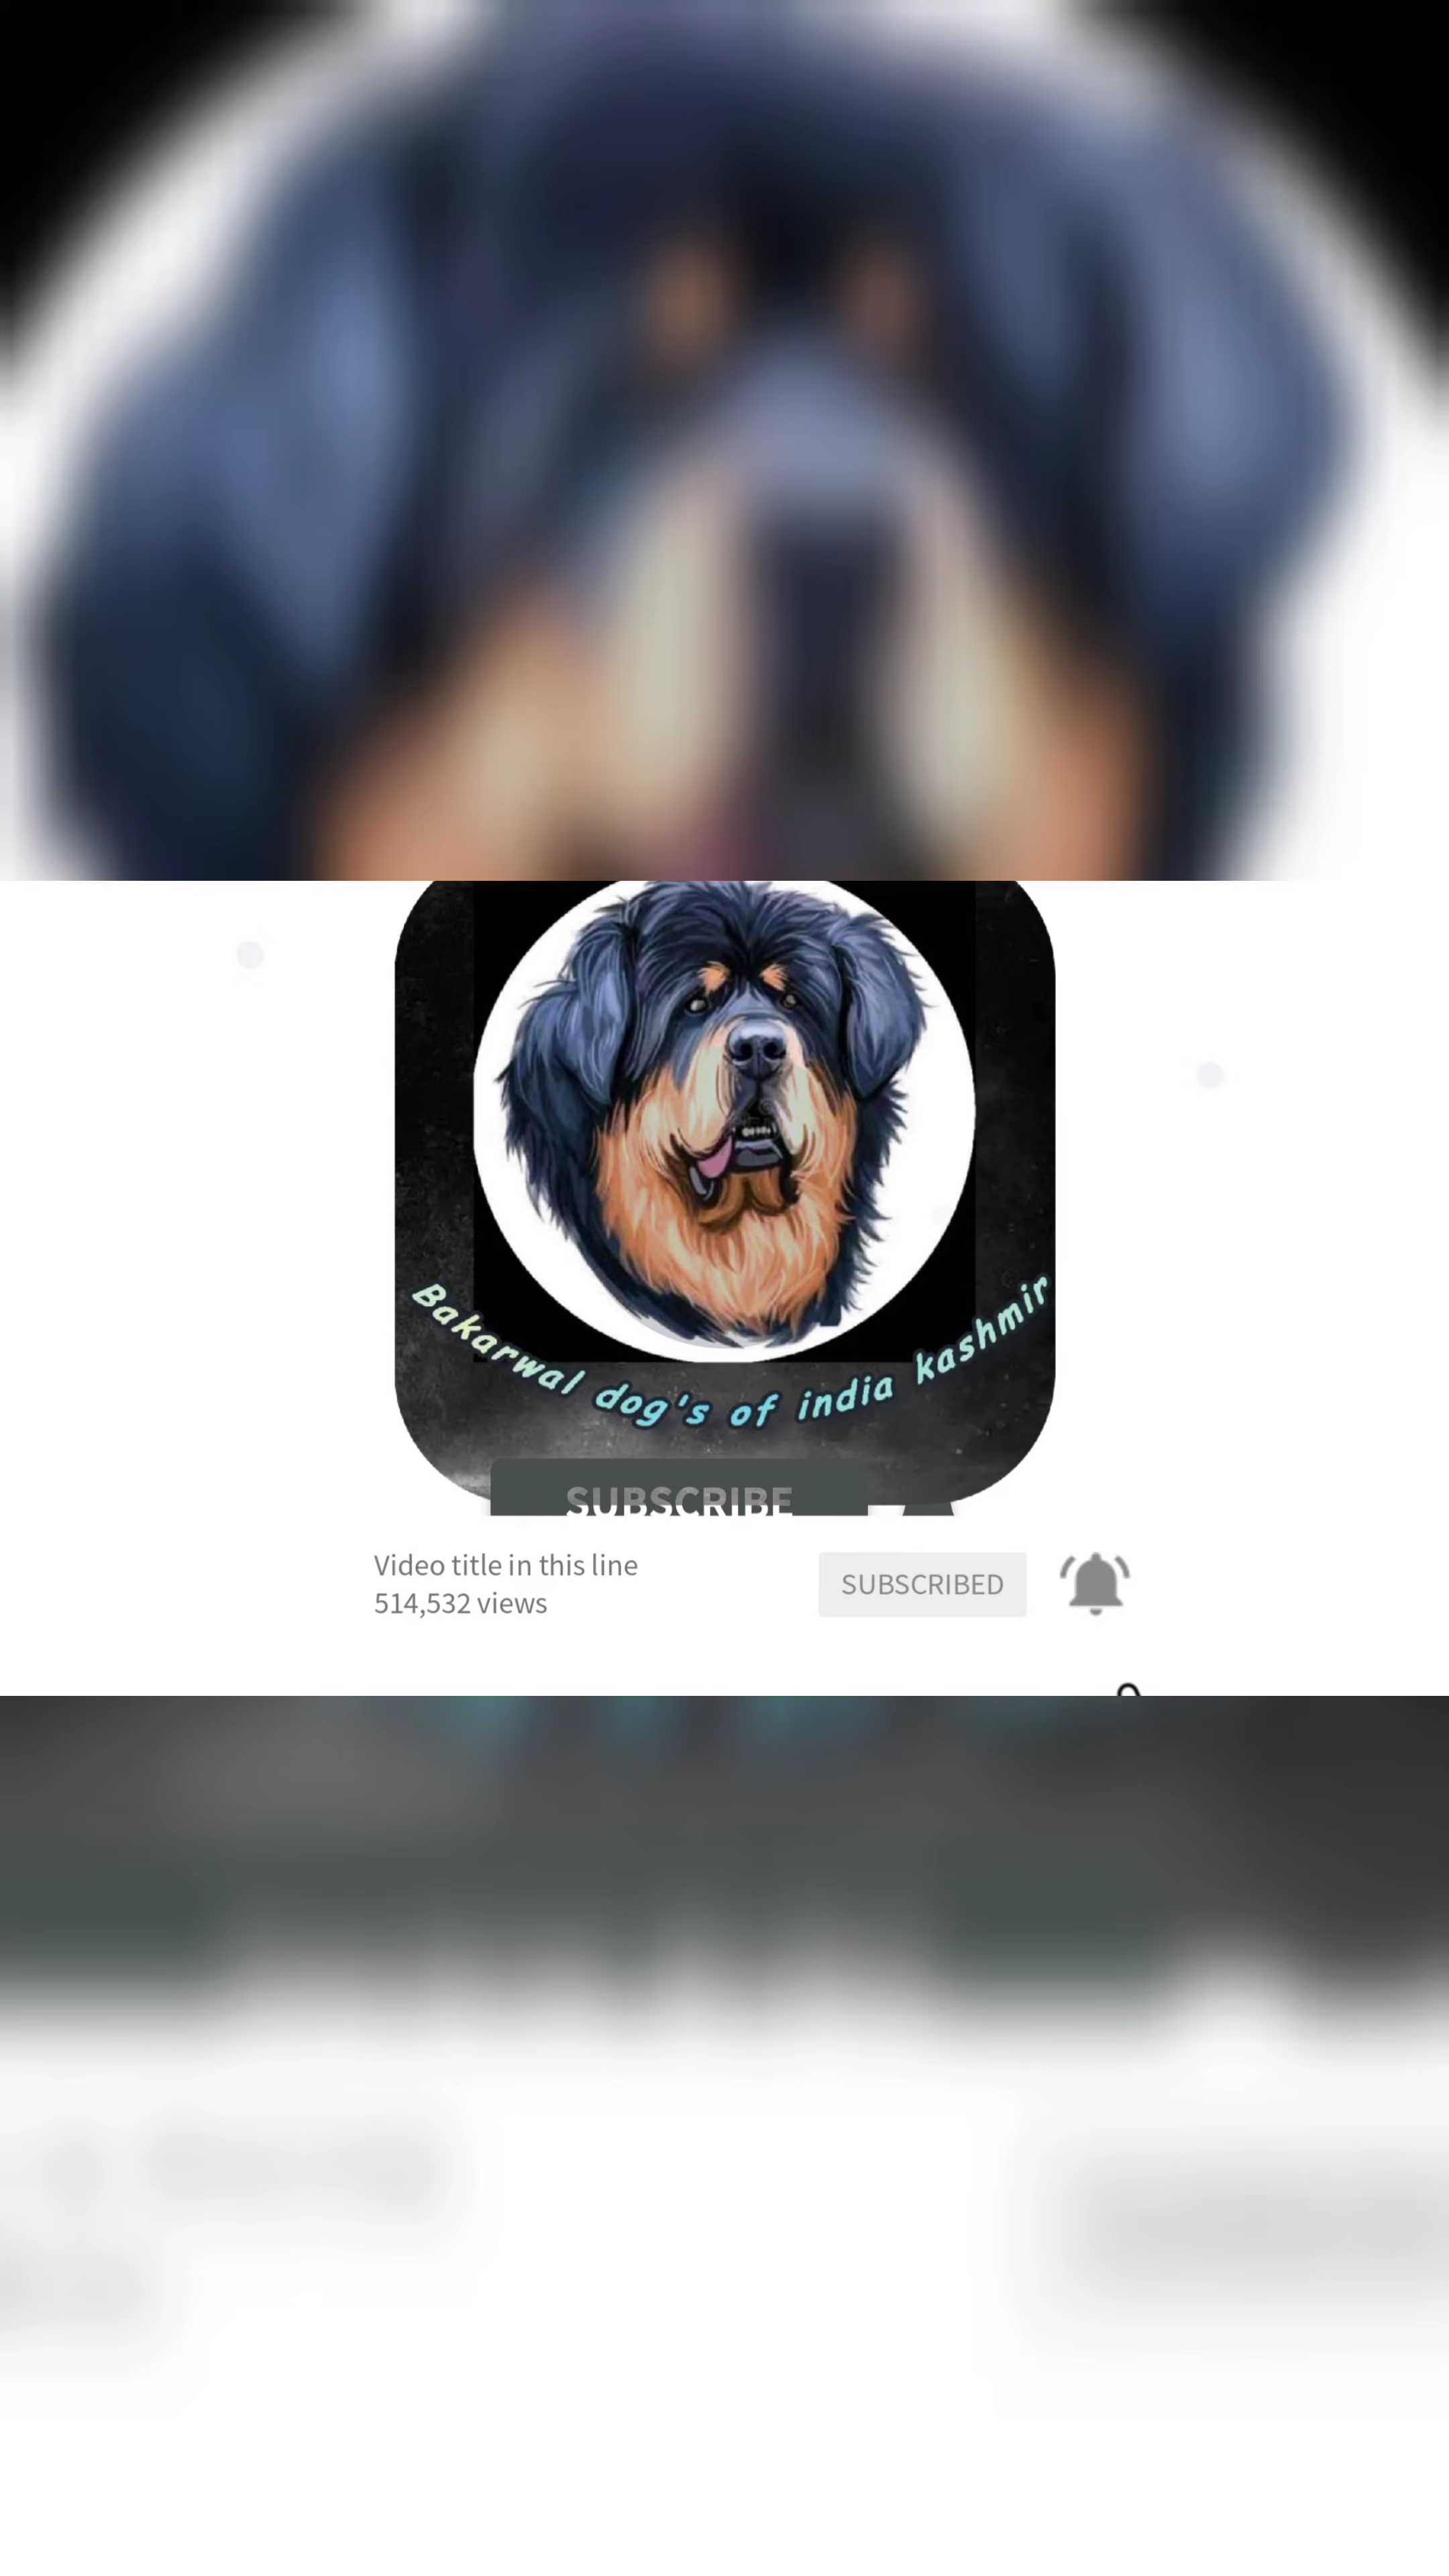 Bakarwal dog's of india kashmir
SUBSCRIBE
Video title in this line
514,532 views
SUBSCRIBED